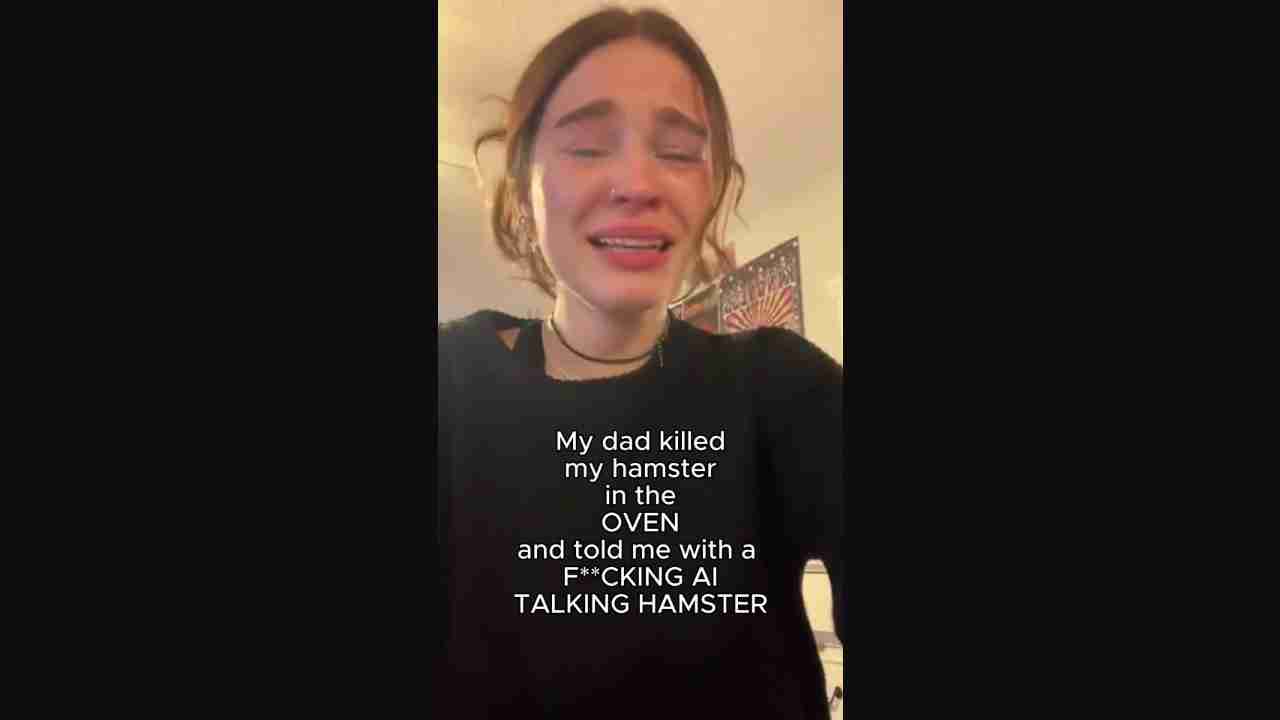 My dad killed
my hamster
in the
OVEN
and told me with a
F**CKING AI
TALKING HAMSTER